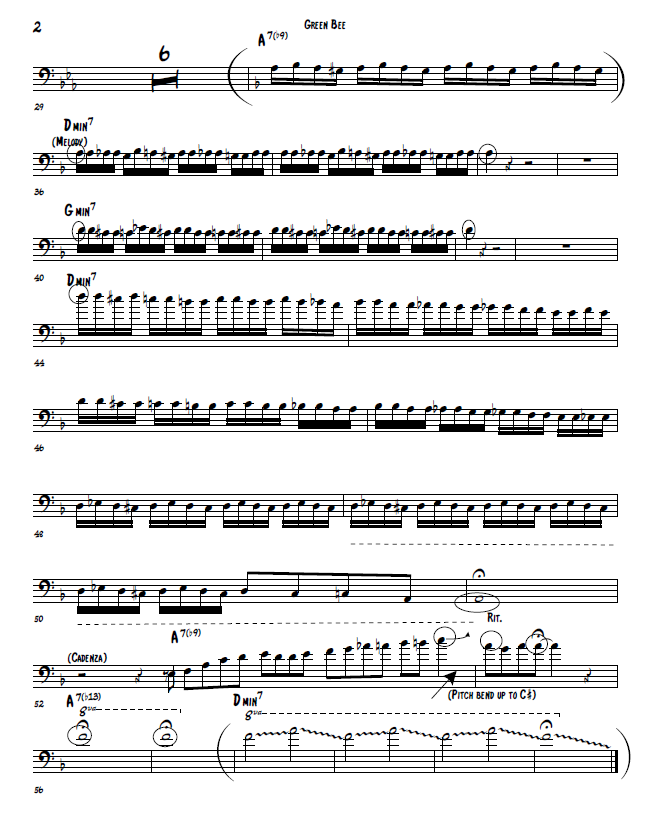 2
Green Bee
6
A7(♭9)
29
Dmin7
(Melody)
36
Gmin7
40
Dmin7
44
46
48
50
Rit.
A7(♭9)
(Cadenza)
(Pitch bend up to C♯)
52
A7(♭13)
8va
Dmin7
8va
56